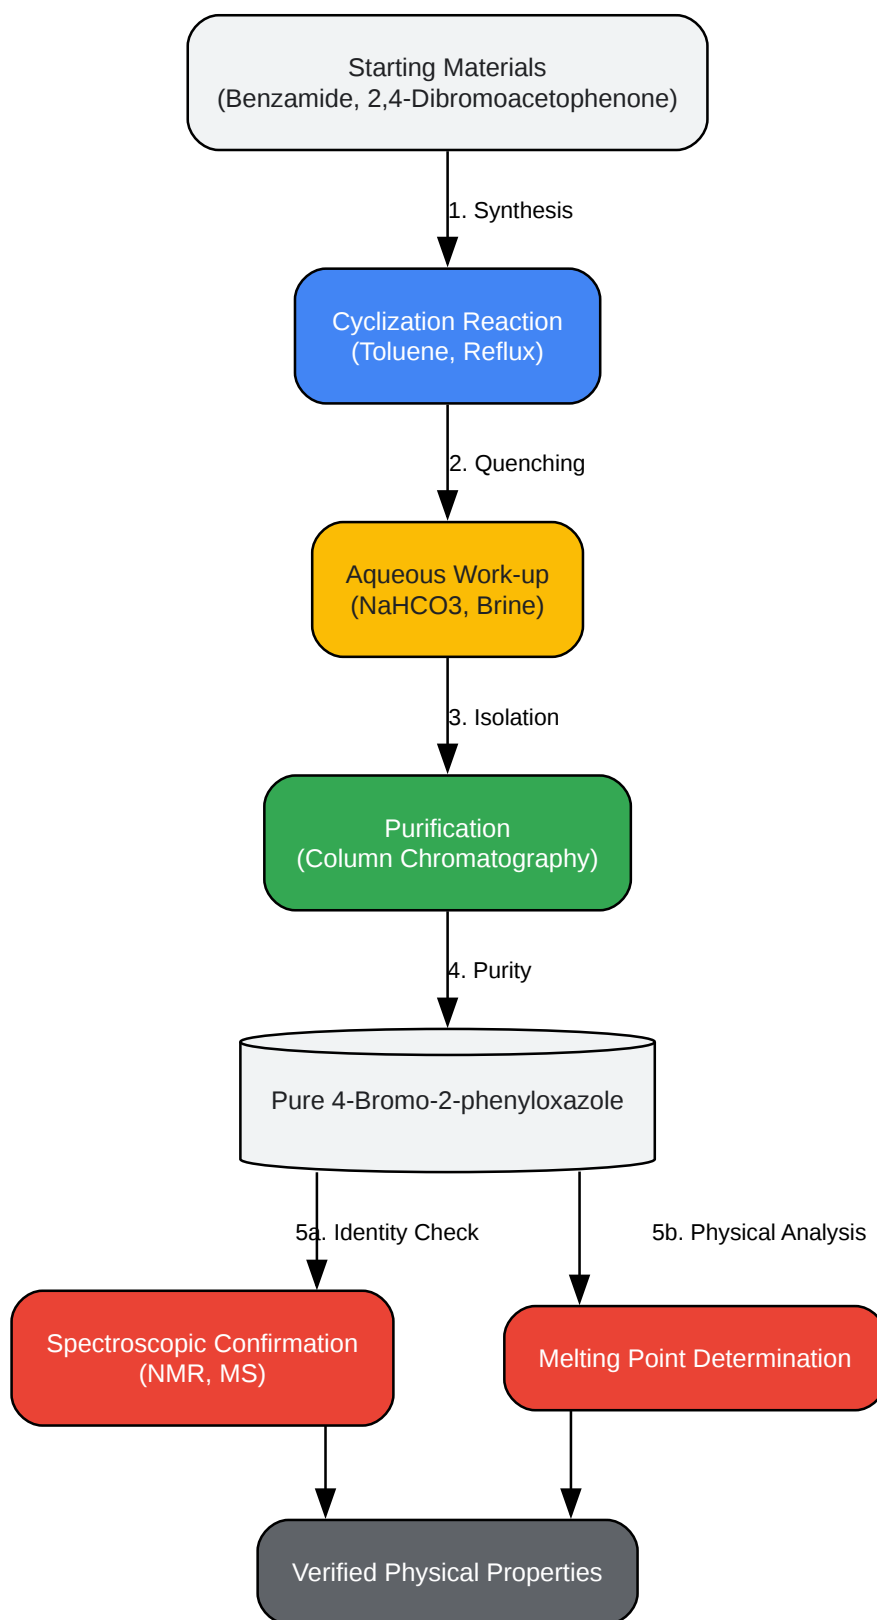 Starting Materials
(Benzamide, 2,4-Dibromoacetophenone)
1. Synthesis
Cyclization Reaction
(Toluene, Reflux)
2. Quenching
Aqueous Work-up
(NaHCO3, Brine)
3. Isolation
Purification
(Column Chromatography)
4. Purity
Pure 4-Bromo-2-phenyloxazole
5a. Identity Check
5b. Physical Analysis
Spectroscopic Confirmation
(NMR, MS)
Melting Point Determination
Verified Physical Properties